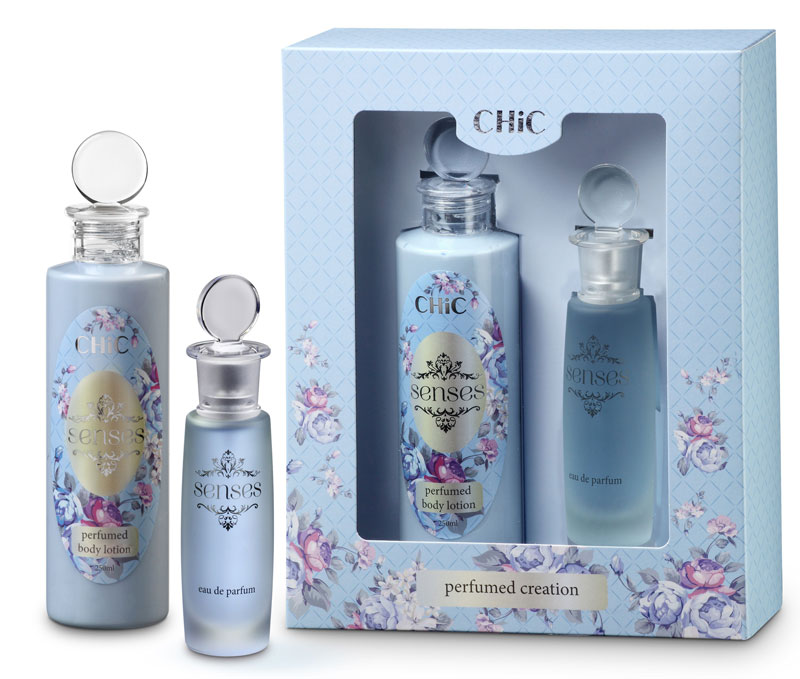 CHiC
senses
perfumed
body lotion
250ml
senses
eau de parfum
CHiC
CHiC
senses
perfumed
body lotion
250ml
senses
eau de parfum
perfumed creation